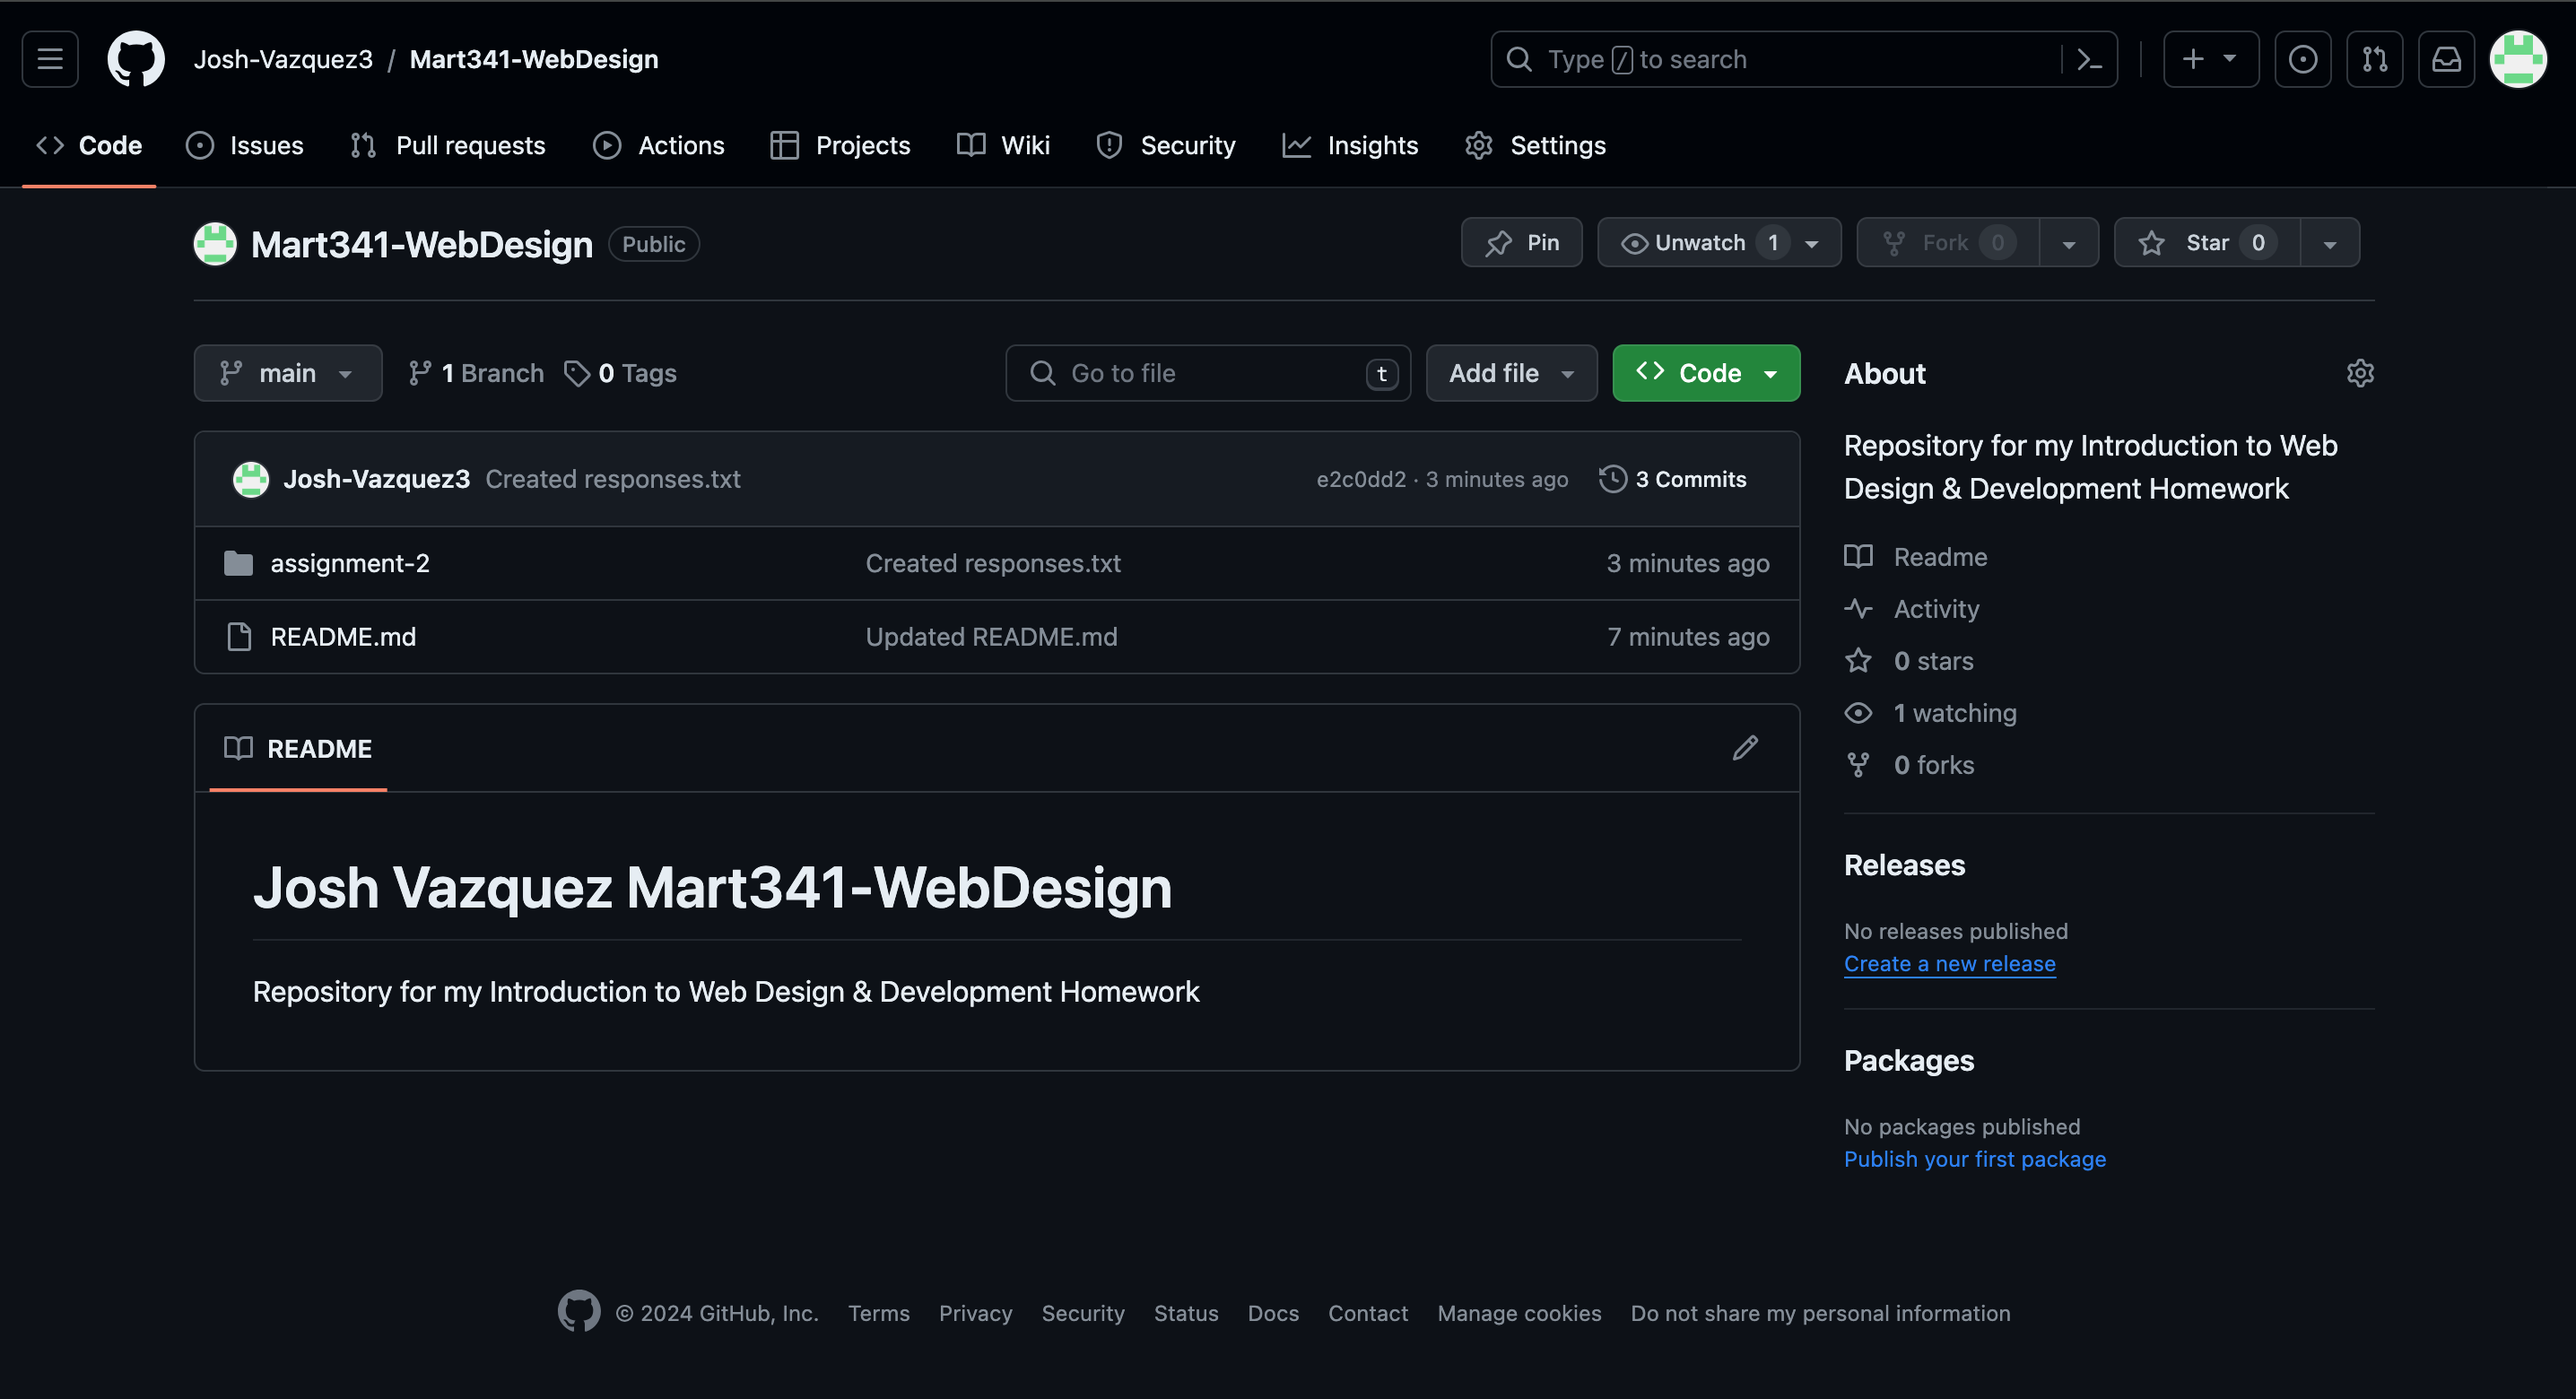 Josh-Vazquez3 / Mart341-WebDesign
Type / to search
Code Issues Pull requests Actions Projects Wiki Security Insights Settings
Mart341-WebDesign Public
Pin Unwatch 1 Fork 0 Star 0
main 1 Branch 0 Tags
Go to file t Add file Code
Josh-Vazquez3 Created responses.txt e2c0dd2 · 3 minutes ago 3 Commits
assignment-2 Created responses.txt 3 minutes ago
README.md Updated README.md 7 minutes ago
README
Josh Vazquez Mart341-WebDesign
Repository for my Introduction to Web Design & Development Homework
About
Repository for my Introduction to Web
Design & Development Homework
Readme
Activity
0 stars
1 watching
0 forks
Releases
No releases published
Create a new release
Packages
No packages published
Publish your first package
© 2024 GitHub, Inc. Terms Privacy Security Status Docs Contact Manage cookies Do not share my personal information